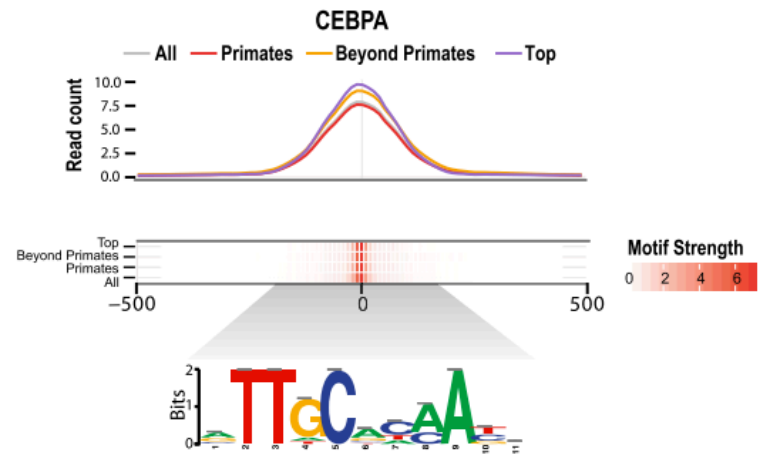 CEBPA
All Primates Beyond Primates Top
Read count
10.0
7.5
5.0
2.5
0.0
Top
Beyond Primates
Primates
All
−500 0 500
Motif Strength
0 2 4 6
Bits
2
1
0
A TTGC A C A A T
C C
1 2 3 4 5 6 7 8 9 10 11